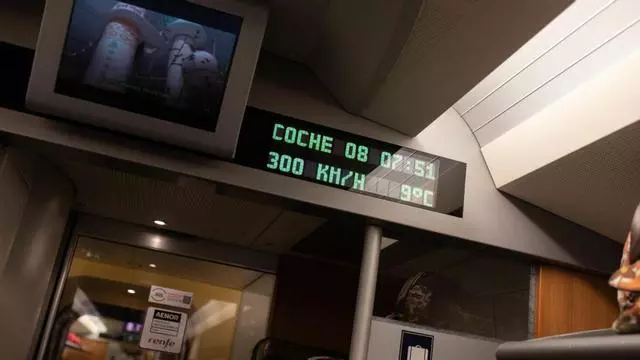 COCHE 08 07:51
300 KM/H 9ºC
AENOR
renfe